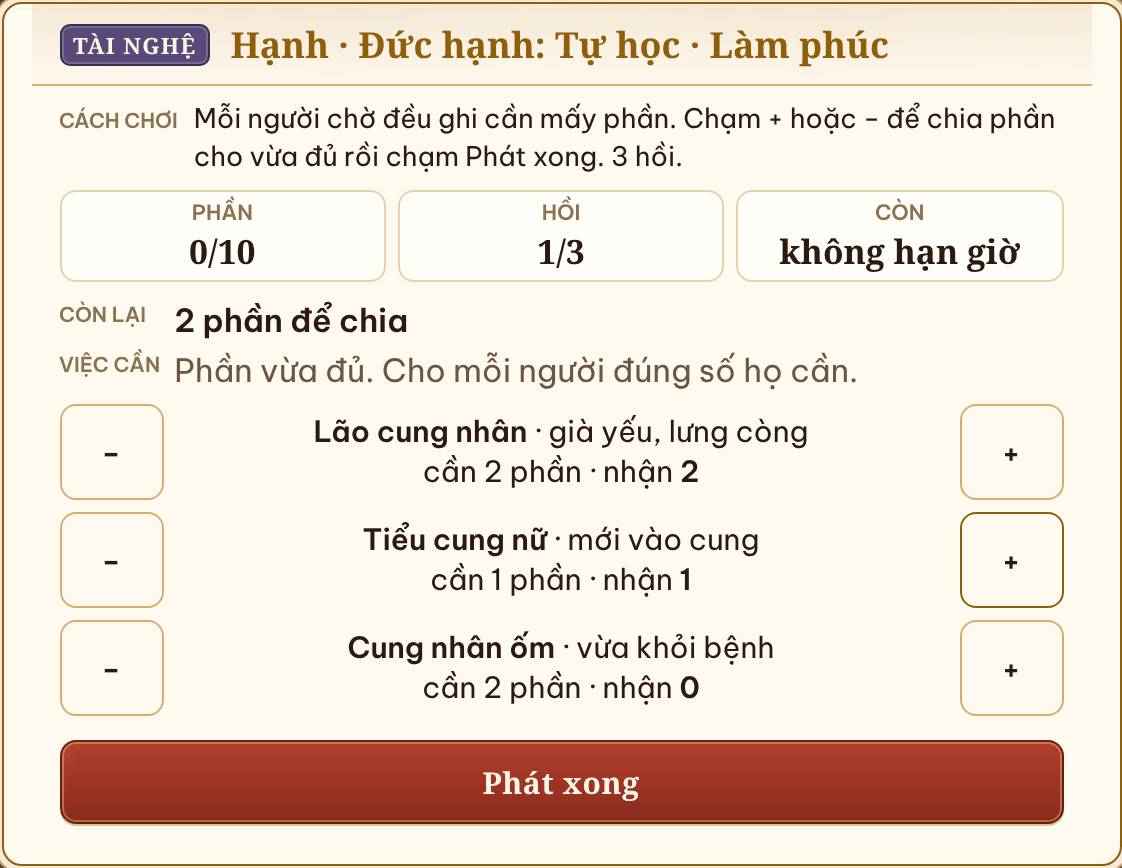 TÀI NGHỆ Hạnh · Đức hạnh: Tự học · Làm phúc
CÁCH CHƠI Mỗi người chờ đều ghi cần mấy phần. Chạm + hoặc − để chia phần
cho vừa đủ rồi chạm Phát xong. 3 hồi.
PHẦN HỒI CÒN
0/10 1/3 không hạn giờ
CÒN LẠI 2 phần để chia
VIỆC CẦN Phần vừa đủ. Cho mỗi người đúng số họ cần.
Lão cung nhân · già yếu, lưng còng
− cần 2 phần · nhận 2 +
Tiểu cung nữ · mới vào cung
− cần 1 phần · nhận 1 +
Cung nhân ốm · vừa khỏi bệnh
− cần 2 phần · nhận 0 +
Phát xong